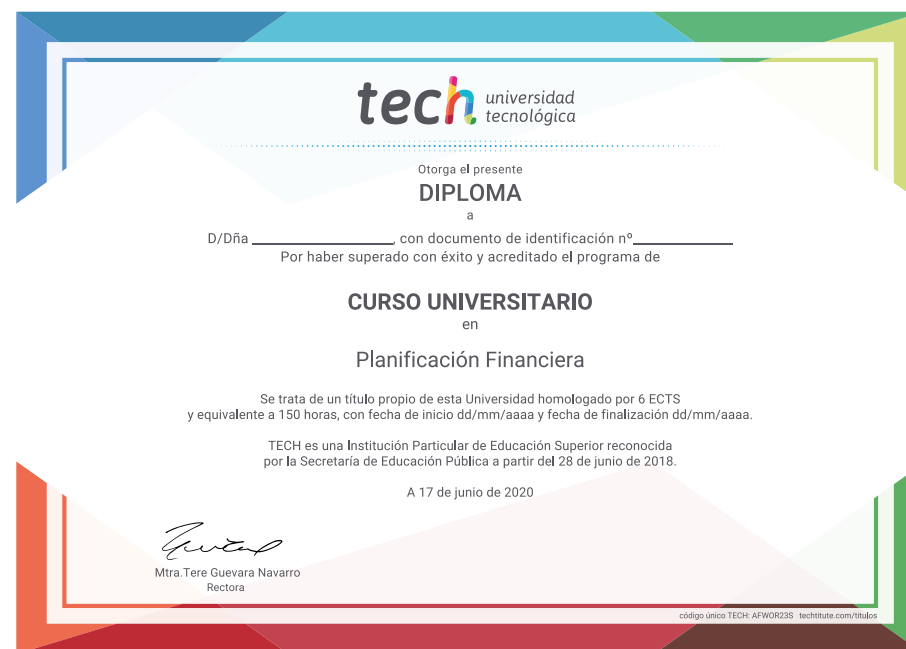 tech universidad
tecnológica
Otorga el presente
DIPLOMA
a
D/Dña ____________________, con documento de identificación nº______________
Por haber superado con éxito y acreditado el programa de
CURSO UNIVERSITARIO
en
Planificación Financiera
Se trata de un título propio de esta Universidad homologado por 6 ECTS
y equivalente a 150 horas, con fecha de inicio dd/mm/aaaa y fecha de finalización dd/mm/aaaa.
TECH es una Institución Particular de Educación Superior reconocida
por la Secretaría de Educación Pública a partir del 28 de junio de 2018.
A 17 de junio de 2020
Mtra.Tere Guevara Navarro
Rectora
código único TECH: AFWOR23S techtitute.com/titulos